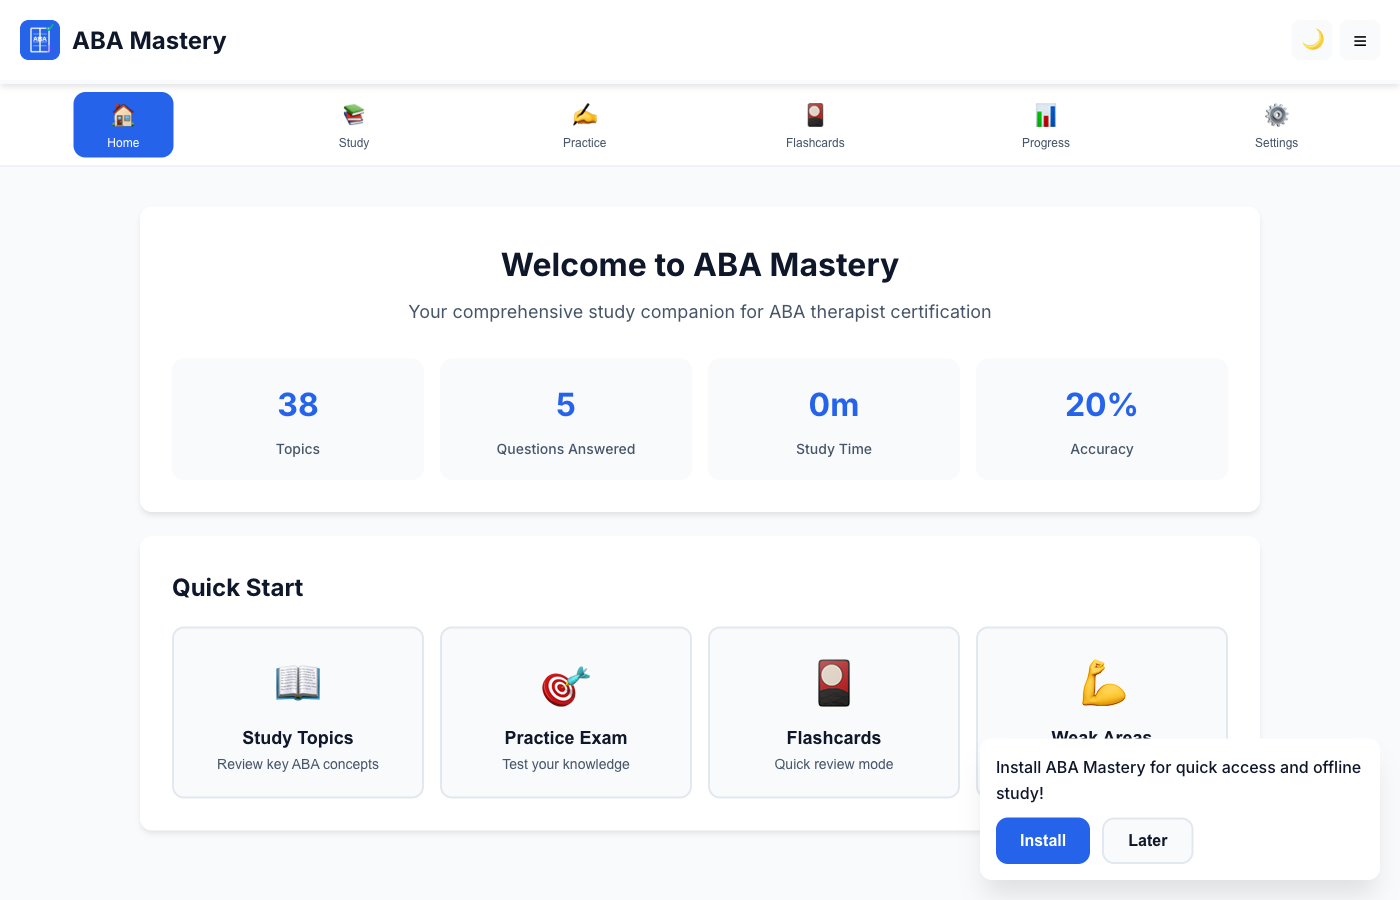 ABA
ABA Mastery
Home
Study
Practice
Flashcards
Progress
Settings
Welcome to ABA Mastery
Your comprehensive study companion for ABA therapist certification
38
Topics
5
Questions Answered
0m
Study Time
20%
Accuracy
Quick Start
Study Topics
Review key ABA concepts
Practice Exam
Test your knowledge
Flashcards
Quick review mode
Weak Areas
Install ABA Mastery for quick access and offline
study!
Install
Later